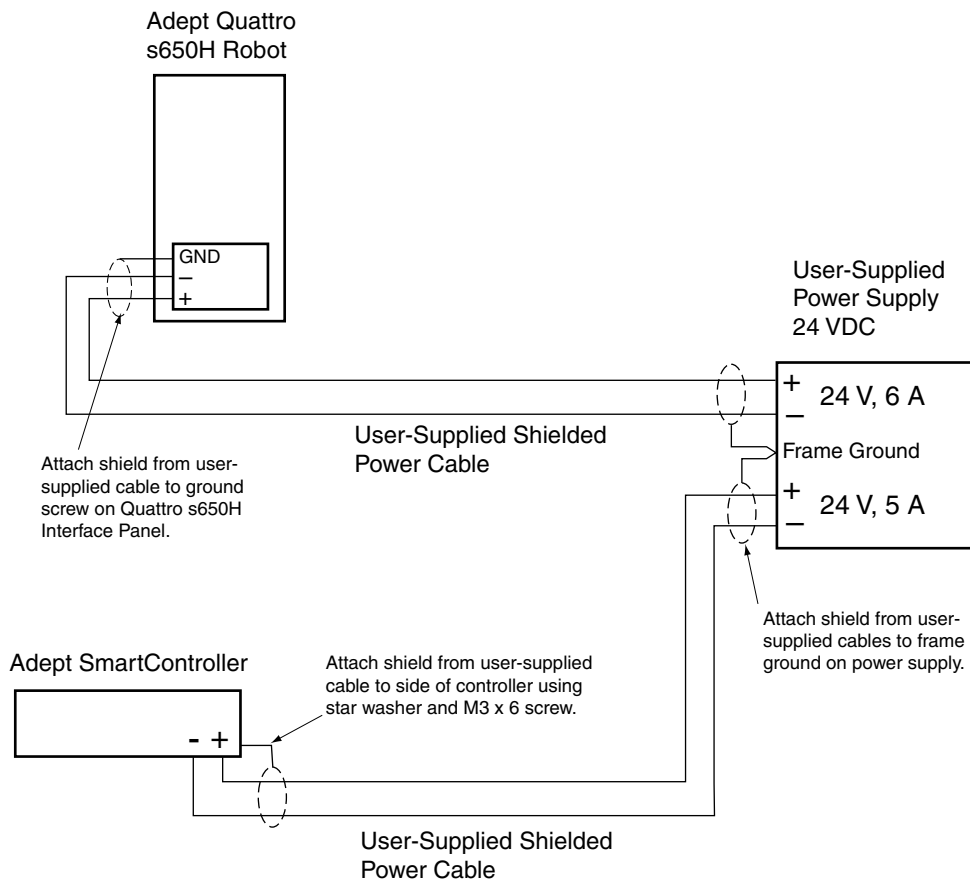 Adept Quattro
s650H Robot
GND
–
+
User-Supplied
Power Supply
24 VDC
+ 24 V, 6 A
–
Frame Ground
+ 24 V, 5 A
–
User-Supplied Shielded
Power Cable
Attach shield from user-
supplied cable to ground
screw on Quattro s650H
Interface Panel.
Attach shield from user-
supplied cables to frame
ground on power supply.
Adept SmartController
- +
Attach shield from user-supplied
cable to side of controller using
star washer and M3 x 6 screw.
User-Supplied Shielded
Power Cable